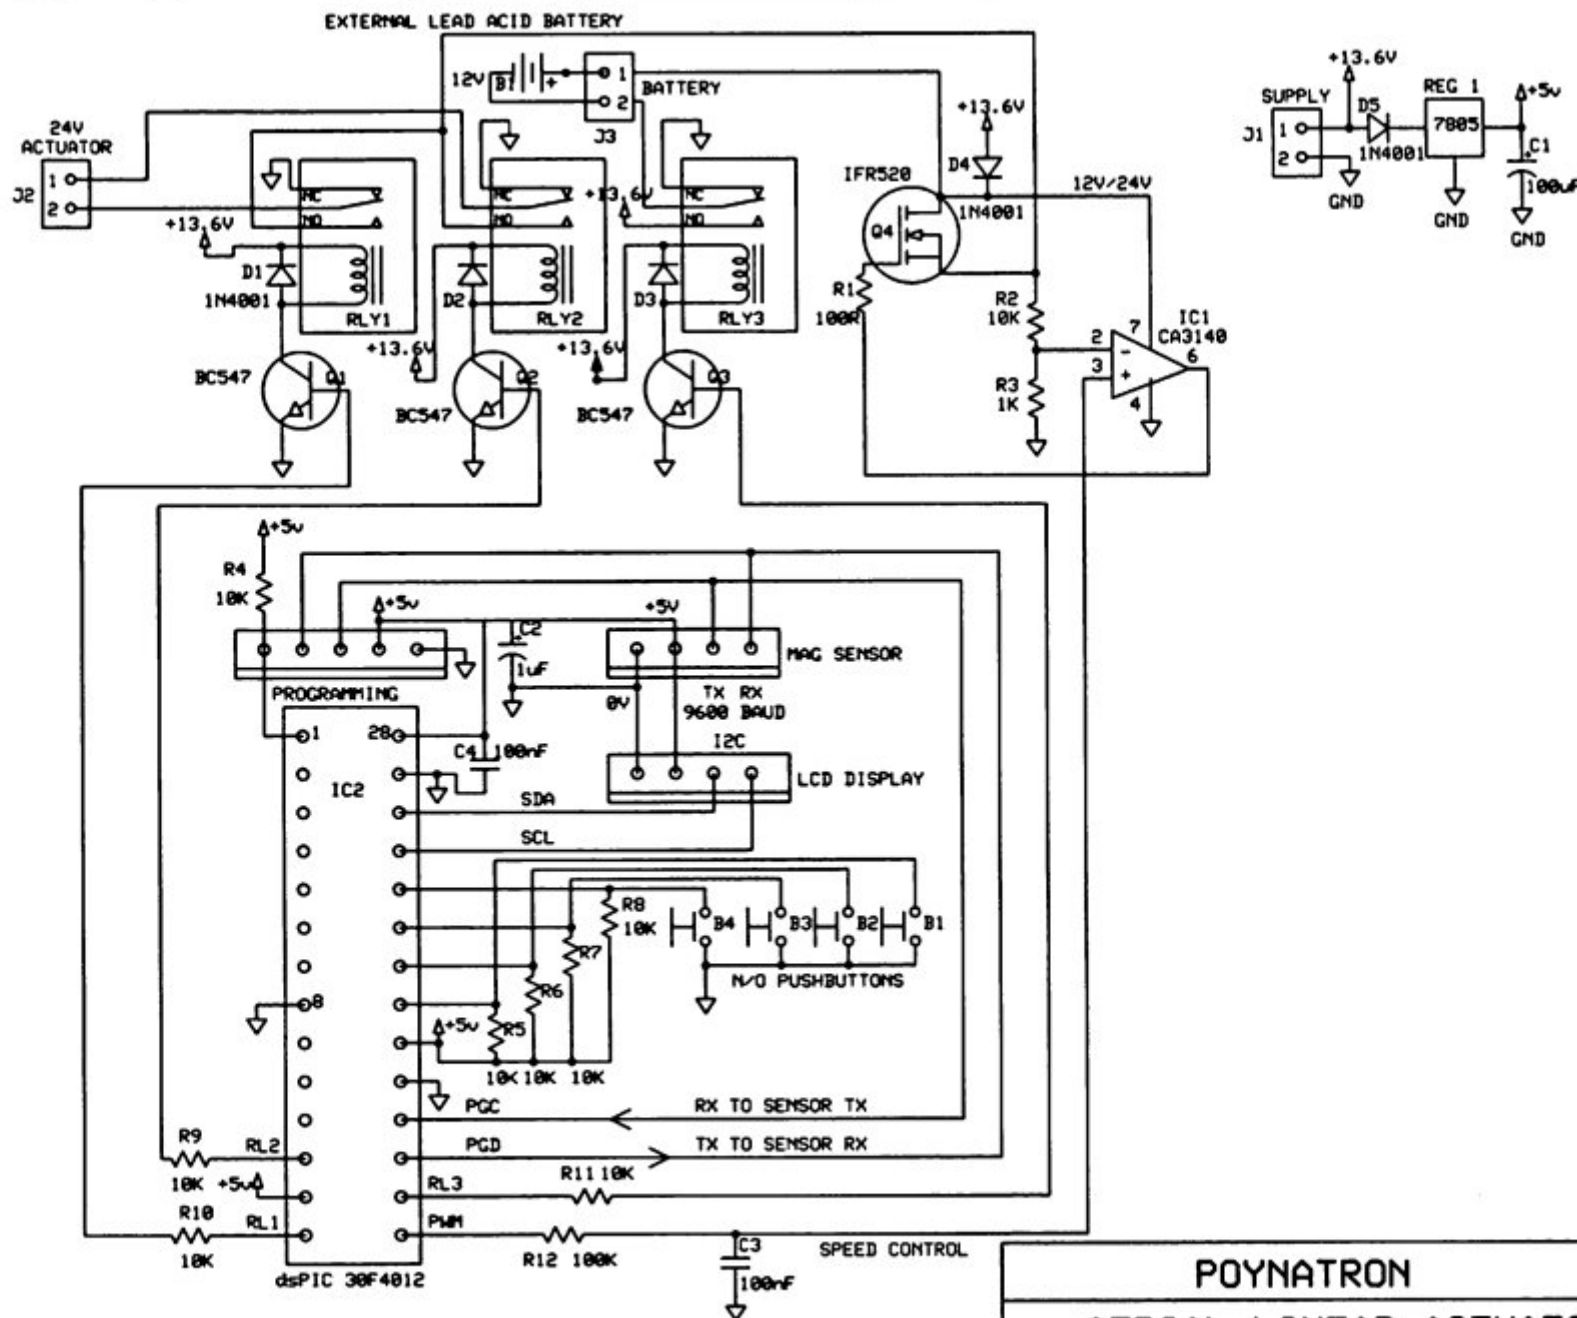 EXTERNAL LEAD ACID BATTERY
12V B1 +
1
2
BATTERY
J3
24V
ACTUATOR
J2
1
2
NC
NO
+13.6V
D1
1N4001
RLY1
BC547
Q1
NC
NO
D2
RLY2
+13.6V
BC547
Q2
NC
NO
+13.6V
D3
RLY3
+13.6V
BC547
Q3
+13.6V
D4
1N4001
IFR520
Q4
12V/24V
R1
100R
R2
10K
R3
1K
IC1
CA3140
2 -
3 +
7
6
4
+13.6V
SUPPLY
J1
1
2
D5
1N4001
GND
REG 1
7805
GND
+5v
+ C1
100uF
GND
+5v
R4
10K
+5v
PROGRAMMING
+ C2
1uF
+5V
MAG SENSOR
0V
TX RX
9600 BAUD
I2C
LCD DISPLAY
1
28
C4 100nF
IC2
SDA
SCL
R8
10K
R7
R6
R5
10K 10K 10K
B4
B3
B2
B1
N/O PUSHBUTTONS
8
+5v
PGC
RX TO SENSOR TX
PGD
TX TO SENSOR RX
R9
10K
RL2
+5v
R10
10K
RL1
RL3
R11 10K
PWM
R12 100K
C3
100nF
SPEED CONTROL
dsPIC 30F4012
POYNATRON